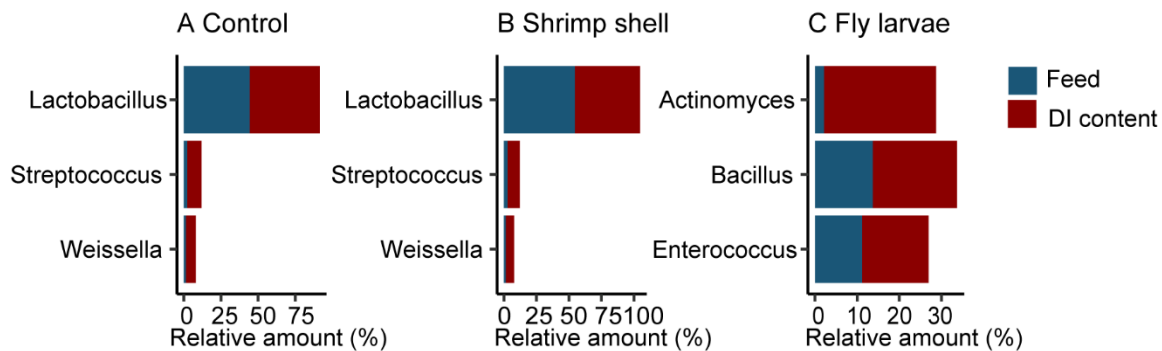 A Control
Lactobacillus
Streptococcus
Weissella
0 25 50 75
Relative amount (%)
B Shrimp shell
Lactobacillus
Streptococcus
Weissella
0 25 50 75 100
Relative amount (%)
C Fly larvae
Actinomyces
Bacillus
Enterococcus
0 10 20 30
Relative amount (%)
Feed
DI content